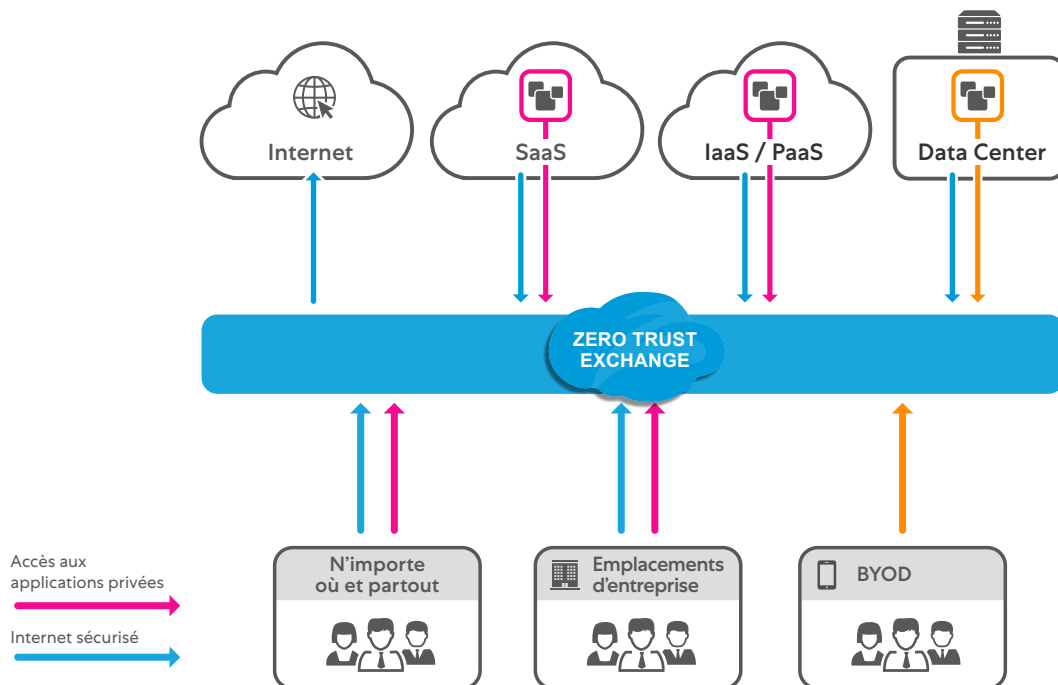 Internet
SaaS
IaaS / PaaS
Data Center
ZERO TRUST
EXCHANGE
N'importe
où et partout
Emplacements
d'entreprise
BYOD
Accès aux
applications privées
Internet sécurisé